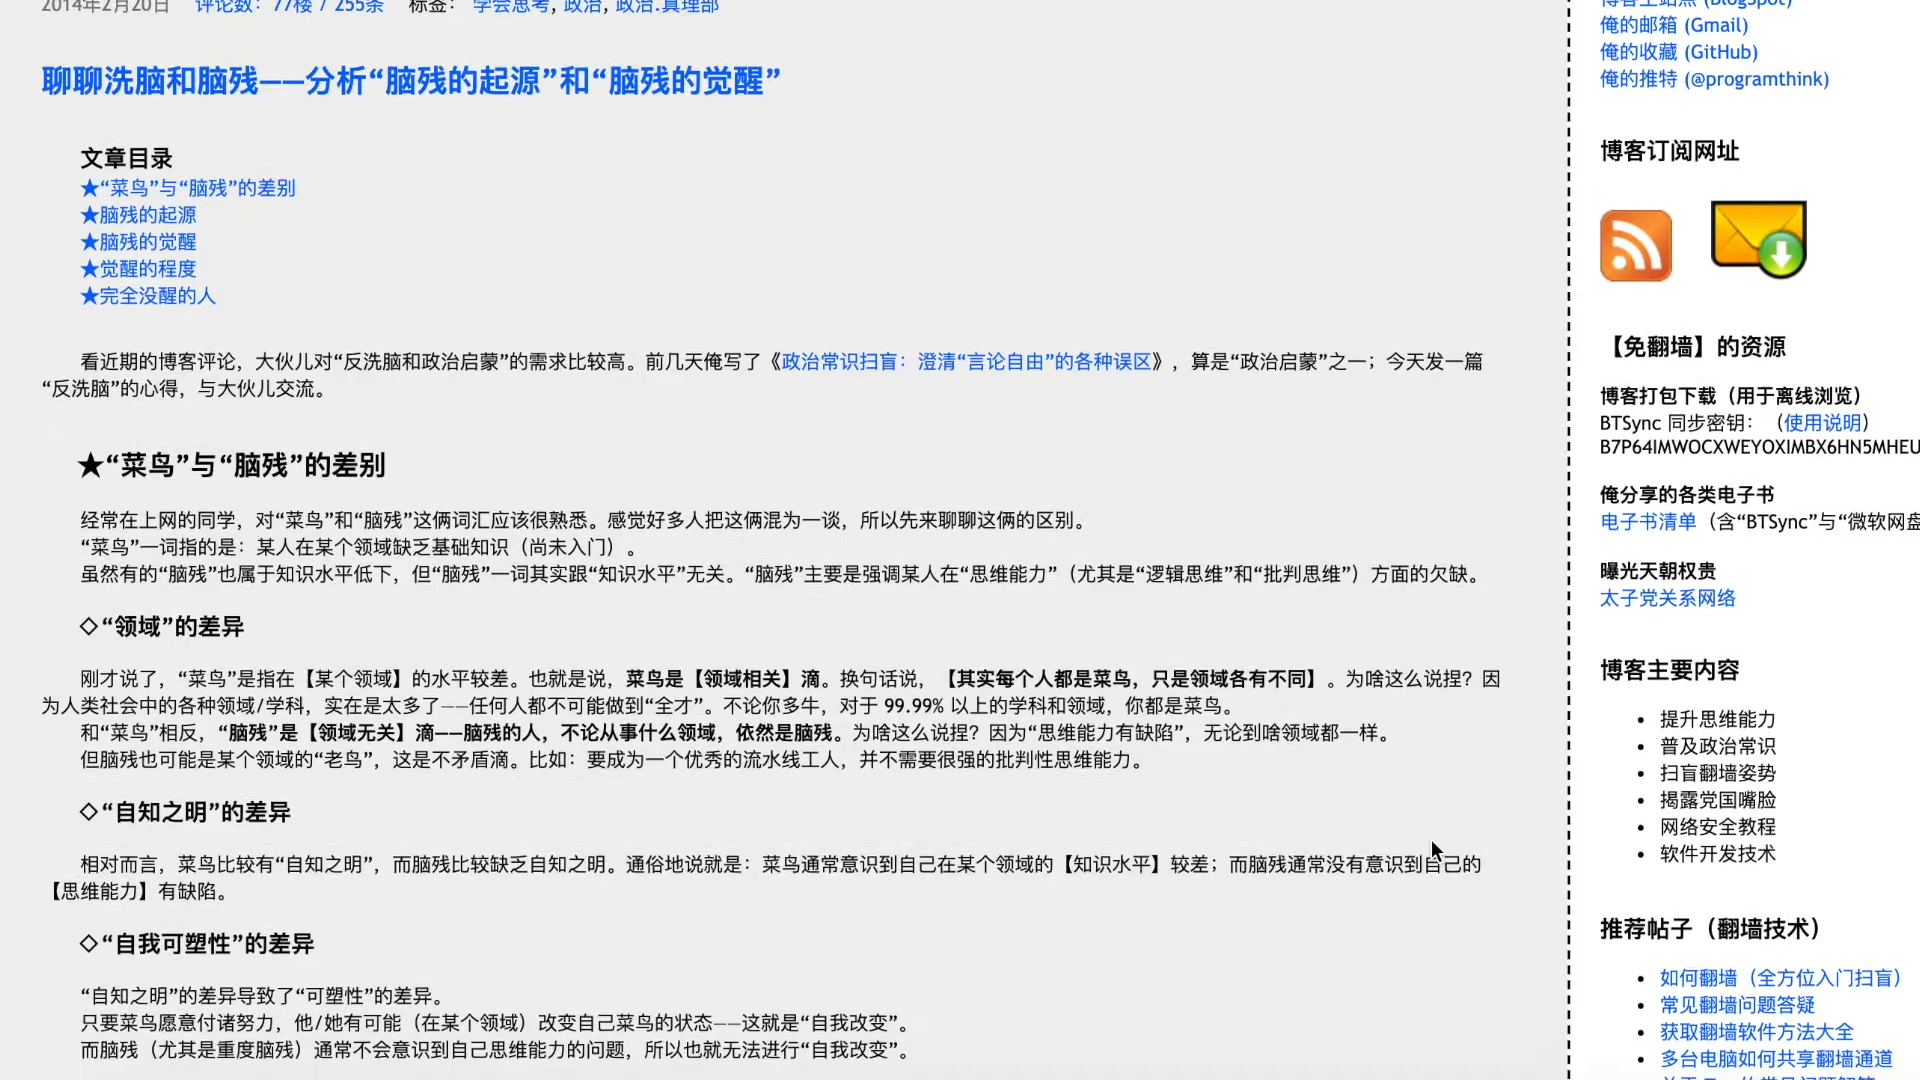 2014年2月20日 评论数：77楼 / 255条 标签： 学会思考, 政治, 政治.真理部
聊聊洗脑和脑残——分析“脑残的起源”和“脑残的觉醒”
文章目录
★“菜鸟”与“脑残”的差别
★脑残的起源
★脑残的觉醒
★觉醒的程度
★完全没醒的人
看近期的博客评论，大伙儿对“反洗脑和政治启蒙”的需求比较高。前几天俺写了《政治常识扫盲：澄清“言论自由”的各种误区》，算是“政治启蒙”之一；今天发一篇
“反洗脑”的心得，与大伙儿交流。
★“菜鸟”与“脑残”的差别
经常在上网的同学，对“菜鸟”和“脑残”这俩词汇应该很熟悉。感觉好多人把这俩混为一谈，所以先来聊聊这俩的区别。
“菜鸟”一词指的是：某人在某个领域缺乏基础知识（尚未入门）。
虽然有的“脑残”也属于知识水平低下，但“脑残”一词其实跟“知识水平”无关。“脑残”主要是强调某人在“思维能力”（尤其是“逻辑思维”和“批判思维”）方面的欠缺。
◇“领域”的差异
刚才说了，“菜鸟”是指在【某个领域】的水平较差。也就是说，菜鸟是【领域相关】滴。换句话说，【其实每个人都是菜鸟，只是领域各有不同】。为啥这么说捏？因
为人类社会中的各种领域/学科，实在是太多了——任何人都不可能做到“全才”。不论你多牛，对于 99.99% 以上的学科和领域，你都是菜鸟。
和“菜鸟”相反，“脑残”是【领域无关】滴——脑残的人，不论从事什么领域，依然是脑残。为啥这么说捏？因为“思维能力有缺陷”，无论到啥领域都一样。
但脑残也可能是某个领域的“老鸟”，这是不矛盾滴。比如：要成为一个优秀的流水线工人，并不需要很强的批判性思维能力。
◇“自知之明”的差异
相对而言，菜鸟比较有“自知之明”，而脑残比较缺乏自知之明。通俗地说就是：菜鸟通常意识到自己在某个领域的【知识水平】较差；而脑残通常没有意识到自己的
【思维能力】有缺陷。
◇“自我可塑性”的差异
“自知之明”的差异导致了“可塑性”的差异。
只要菜鸟愿意付诸努力，他/她有可能（在某个领域）改变自己菜鸟的状态——这就是“自我改变”。
而脑残（尤其是重度脑残）通常不会意识到自己思维能力的问题，所以也就无法进行“自我改变”。
博客主站点 (BlogSpot)
俺的邮箱 (Gmail)
俺的收藏 (GitHub)
俺的推特 (@programthink)
博客订阅网址
【免翻墙】的资源
博客打包下载（用于离线浏览）
BTSync 同步密钥：（使用说明）
B7P64IMWOCXWEYOXIMBX6HN5MHEU
俺分享的各类电子书
电子书清单（含“BTSync”与“微软网盘
曝光天朝权贵
太子党关系网络
博客主要内容
• 提升思维能力
• 普及政治常识
• 扫盲翻墙姿势
• 揭露党国嘴脸
• 网络安全教程
• 软件开发技术
推荐帖子（翻墙技术）
• 如何翻墙（全方位入门扫盲）
• 常见翻墙问题答疑
• 获取翻墙软件方法大全
• 多台电脑如何共享翻墙通道